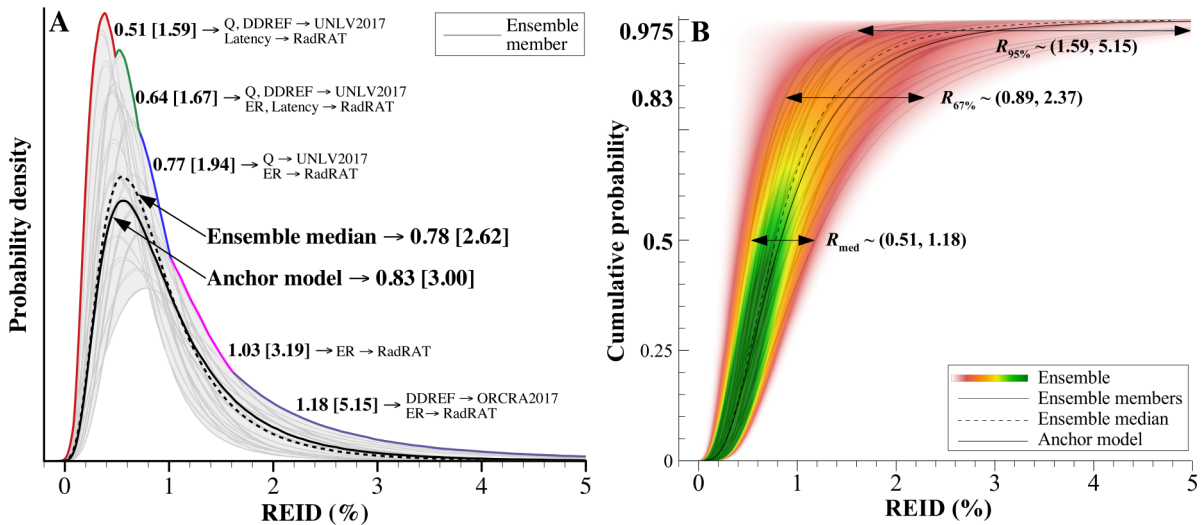 A
0.51 [1.59] → Q, DDREF → UNLV2017
Latency → RadRAT
Ensemble
member
0.64 [1.67] → Q, DDREF → UNLV2017
ER, Latency → RadRAT
0.77 [1.94] → Q → UNLV2017
ER → RadRAT
Ensemble median → 0.78 [2.62]
Anchor model → 0.83 [3.00]
1.03 [3.19] → ER → RadRAT
1.18 [5.15] → DDREF → ORCRA2017
ER → RadRAT
Probability density
0 1 2 3 4 5
REID (%)
B
0.975
R95% ~ (1.59, 5.15)
0.83
R67% ~ (0.89, 2.37)
0.5
Rmed ~ (0.51, 1.18)
0.25
0
Cumulative probability
Ensemble
Ensemble members
Ensemble median
Anchor model
0 1 2 3 4 5
REID (%)